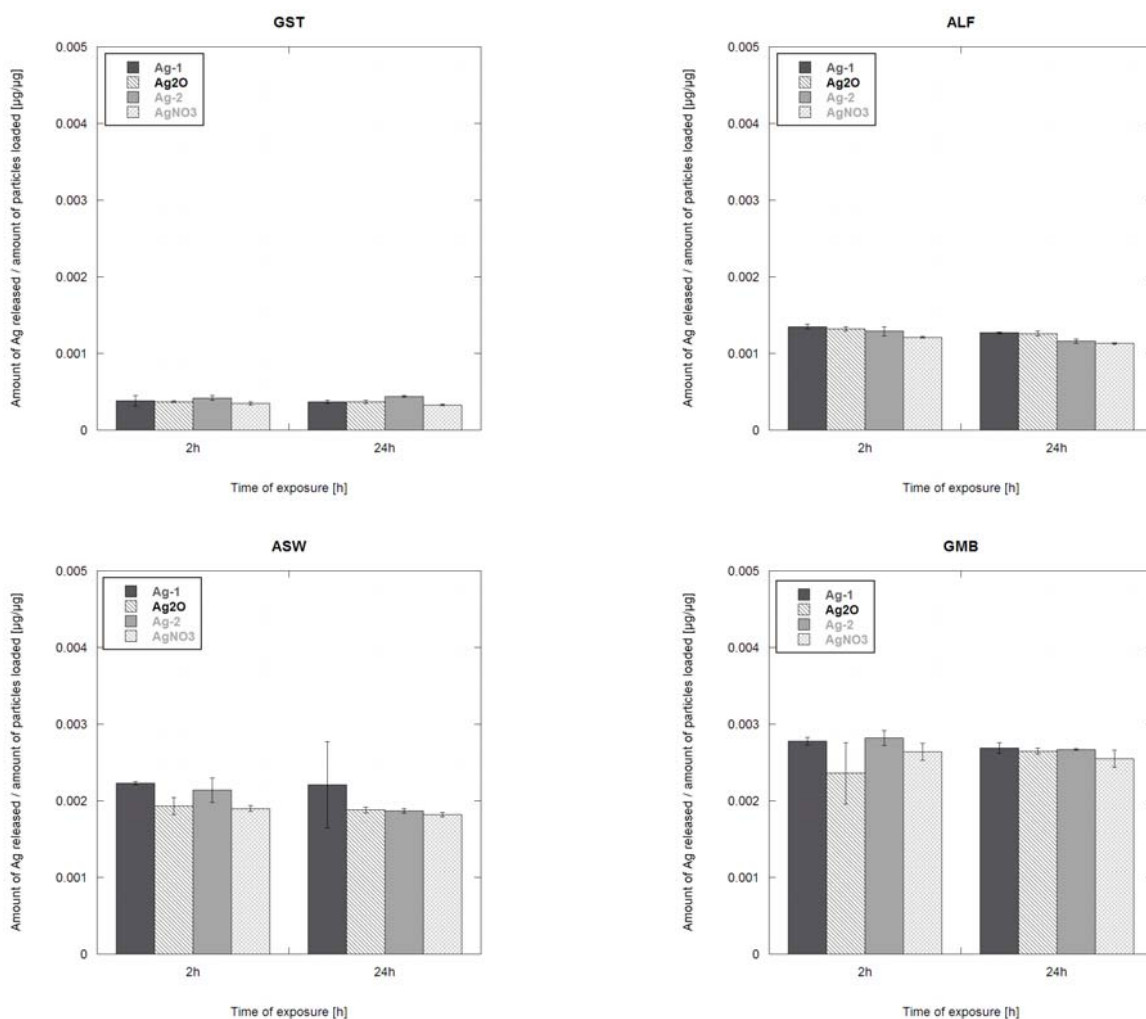 GST
Amount of Ag released / amount of particles loaded [µg/µg]
0.005
0.004
0.003
0.002
0.001
0
Ag-1
Ag2O
Ag-2
AgNO3
2h
24h
Time of exposure [h]
ALF
Amount of Ag released / amount of particles loaded [µg/µg]
0.005
0.004
0.003
0.002
0.001
0
Ag-1
Ag2O
Ag-2
AgNO3
2h
24h
Time of exposure [h]
ASW
Amount of Ag released / amount of particles loaded [µg/µg]
0.005
0.004
0.003
0.002
0.001
0
Ag-1
Ag2O
Ag-2
AgNO3
2h
24h
Time of exposure [h]
GMB
Amount of Ag released / amount of particles loaded [µg/µg]
0.005
0.004
0.003
0.002
0.001
0
Ag-1
Ag2O
Ag-2
AgNO3
2h
24h
Time of exposure [h]